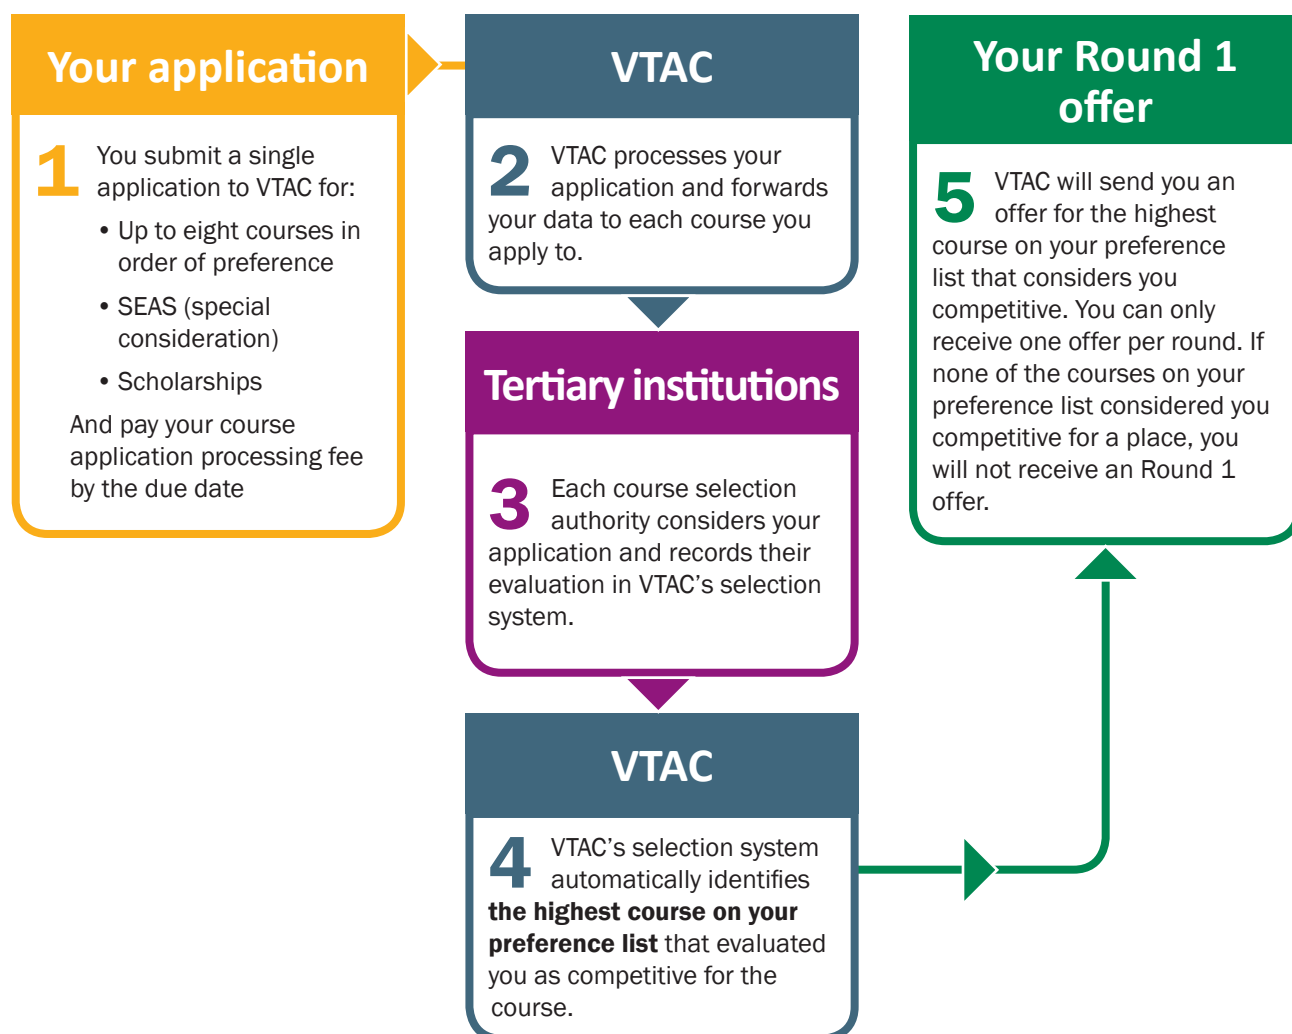 Your application
1 You submit a single
application to VTAC for:
• Up to eight courses in
order of preference
• SEAS (special
consideration)
• Scholarships
And pay your course
application processing fee
by the due date
VTAC
2 VTAC processes your
application and forwards
your data to each course you
apply to.
Tertiary institutions
3 Each course selection
authority considers your
application and records their
evaluation in VTAC’s selection
system.
VTAC
4 VTAC’s selection system
automatically identifies
the highest course on your
preference list that evaluated
you as competitive for the
course.
Your Round 1
offer
5 VTAC will send you an
offer for the highest
course on your preference
list that considers you
competitive. You can only
receive one offer per round. If
none of the courses on your
preference list considered you
competitive for a place, you
will not receive an Round 1
offer.